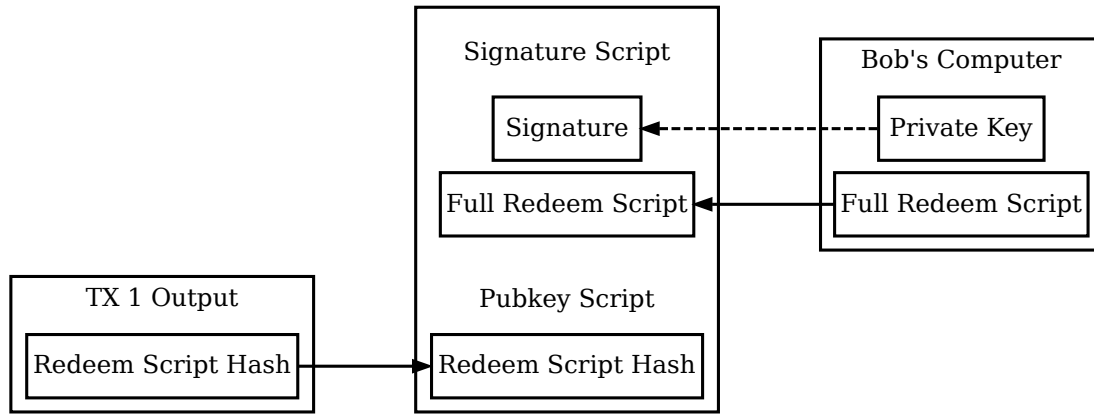 Signature Script
Signature
Full Redeem Script
Pubkey Script
Redeem Script Hash
Bob's Computer
Private Key
Full Redeem Script
TX 1 Output
Redeem Script Hash